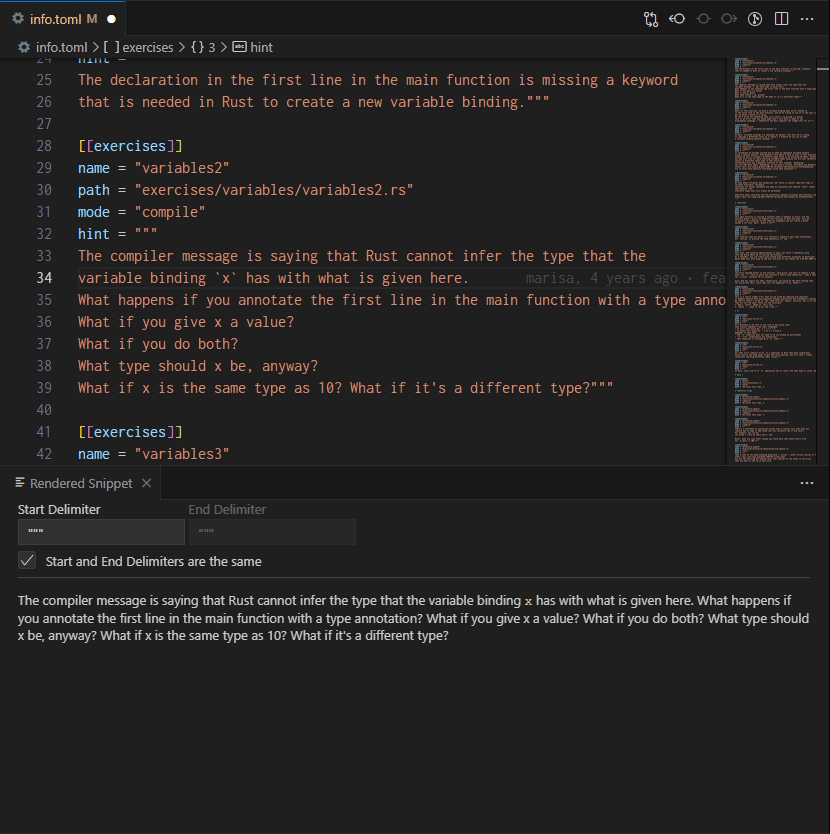 info.toml M
info.toml > [ ] exercises > {} 3 > abc hint
24 hint = """
25 The declaration in the first line in the main function is missing a keyword
26 that is needed in Rust to create a new variable binding."""
27
28 [[exercises]]
29 name = "variables2"
30 path = "exercises/variables/variables2.rs"
31 mode = "compile"
32 hint = """
33 The compiler message is saying that Rust cannot infer the type that the
34 variable binding `x` has with what is given here. marisa, 4 years ago · fea
35 What happens if you annotate the first line in the main function with a type anno
36 What if you give x a value?
37 What if you do both?
38 What type should x be, anyway?
39 What if x is the same type as 10? What if it's a different type?"""
40
41 [[exercises]]
42 name = "variables3"
Rendered Snippet
Start Delimiter End Delimiter
""" """
Start and End Delimiters are the same
The compiler message is saying that Rust cannot infer the type that the variable binding x has with what is given here. What happens if
you annotate the first line in the main function with a type annotation? What if you give x a value? What if you do both? What type should
x be, anyway? What if x is the same type as 10? What if it's a different type?